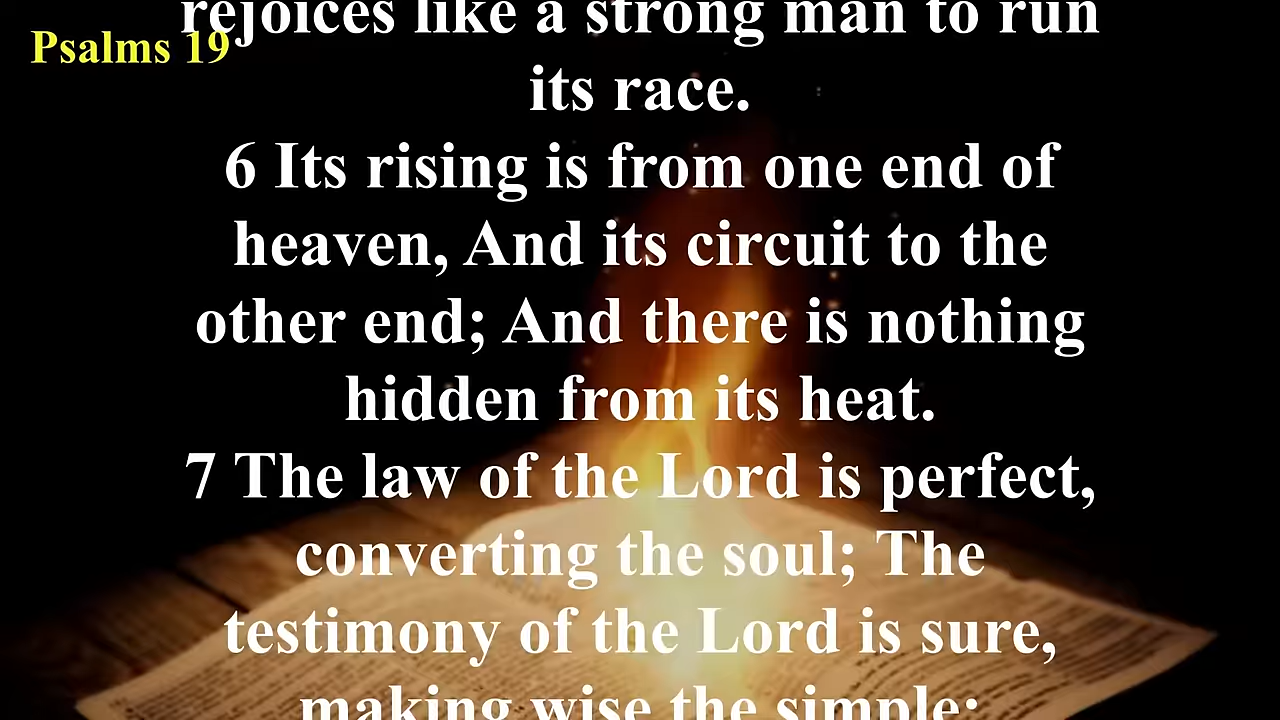 rejoices like a strong man to run
Psalms 19
its race.
6 Its rising is from one end of
heaven, And its circuit to the
other end; And there is nothing
hidden from its heat.
7 The law of the Lord is perfect,
converting the soul; The
testimony of the Lord is sure,
making wise the simple;